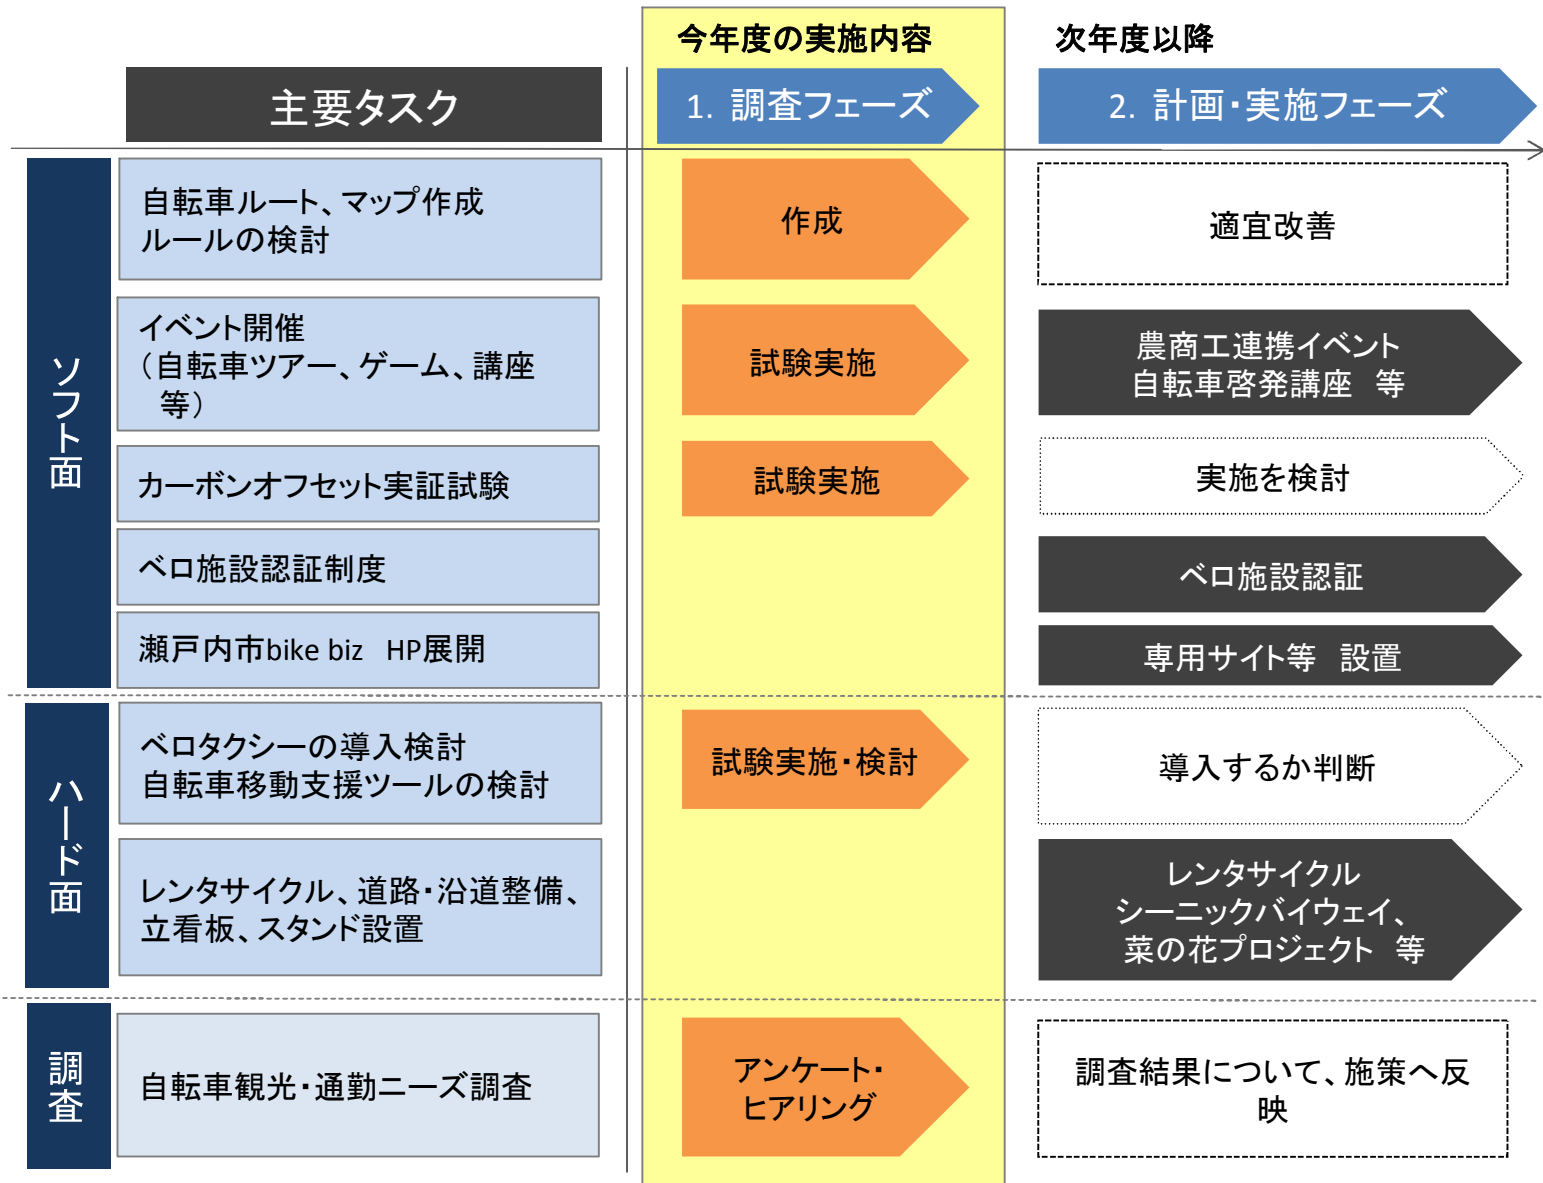 今年度の実施内容
次年度以降
主要タスク
1. 調査フェーズ
2. 計画・実施フェーズ
ソフト面
自転車ルート、マップ作成
ルールの検討
作成
適宜改善
イベント開催
（自転車ツアー、ゲーム、講座
等）
試験実施
農商工連携イベント
自転車啓発講座　等
カーボンオフセット実証試験
試験実施
実施を検討
ベロ施設認証制度
ベロ施設認証
瀬戸内市bike biz　HP展開
専用サイト等　設置
ハード面
ベロタクシーの導入検討
自転車移動支援ツールの検討
試験実施・検討
導入するか判断
レンタサイクル、道路・沿道整備、
立看板、スタンド設置
レンタサイクル
シーニックバイウェイ、
菜の花プロジェクト　等
調査
自転車観光・通勤ニーズ調査
アンケート・
ヒアリング
調査結果について、施策へ反
映